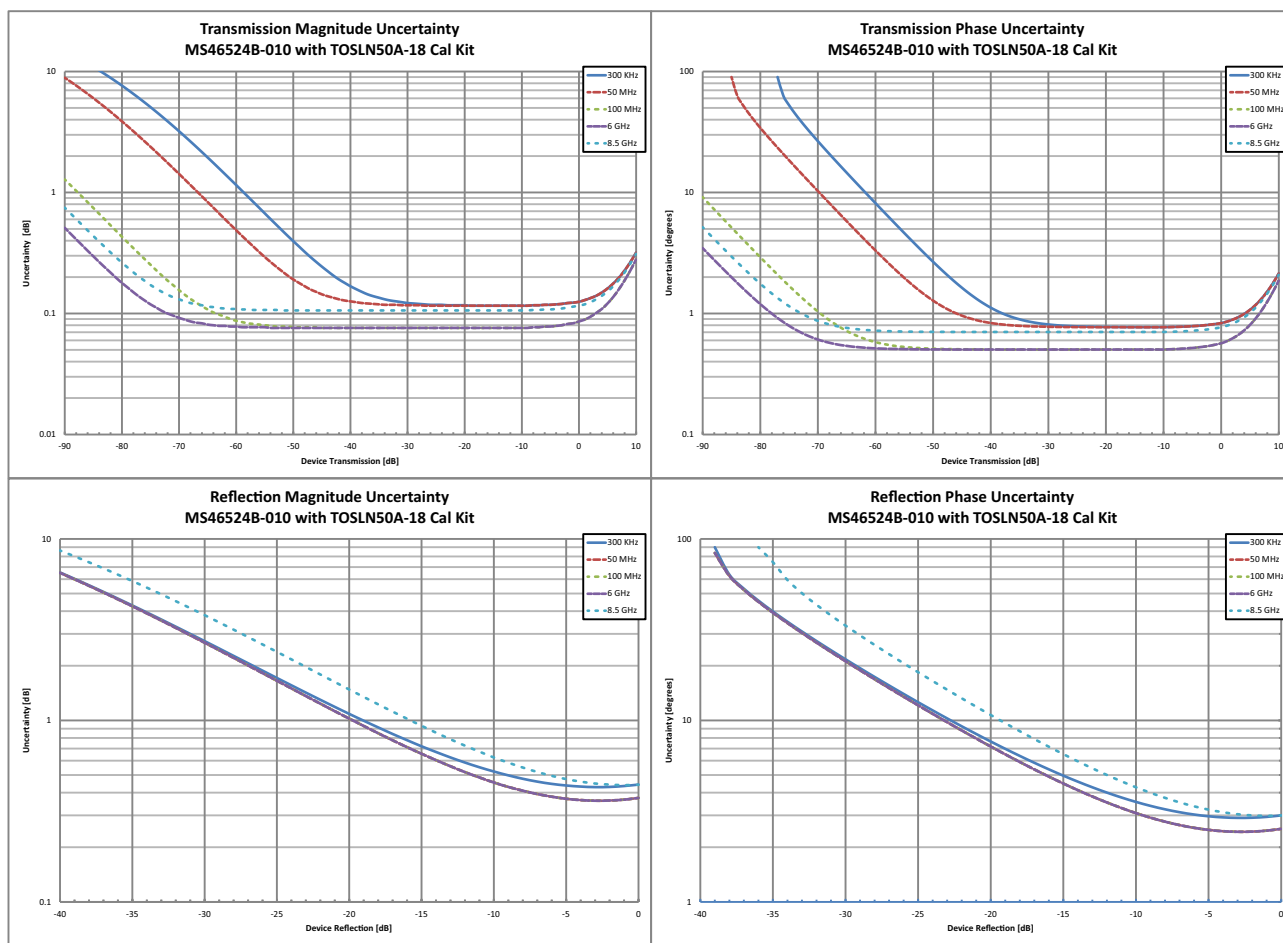 Transmission Magnitude Uncertainty
MS46524B-010 with TOSLN50A-18 Cal Kit
10
1
0.1
0.01
Uncertainty [dB]
-90 -80 -70 -60 -50 -40 -30 -20 -10 0 10
Device Transmission [dB]
300 KHz
50 MHz
100 MHz
6 GHz
8.5 GHz
Transmission Phase Uncertainty
MS46524B-010 with TOSLN50A-18 Cal Kit
100
10
1
0.1
Uncertainty [degrees]
-90 -80 -70 -60 -50 -40 -30 -20 -10 0 10
Device Transmission [dB]
300 KHz
50 MHz
100 MHz
6 GHz
8.5 GHz
Reflection Magnitude Uncertainty
MS46524B-010 with TOSLN50A-18 Cal Kit
10
1
0.1
Uncertainty [dB]
-40 -35 -30 -25 -20 -15 -10 -5 0
Device Reflection [dB]
300 KHz
50 MHz
100 MHz
6 GHz
8.5 GHz
Reflection Phase Uncertainty
MS46524B-010 with TOSLN50A-18 Cal Kit
100
10
1
Uncertainty [degrees]
-40 -35 -30 -25 -20 -15 -10 -5 0
Device Reflection [dB]
300 KHz
50 MHz
100 MHz
6 GHz
8.5 GHz